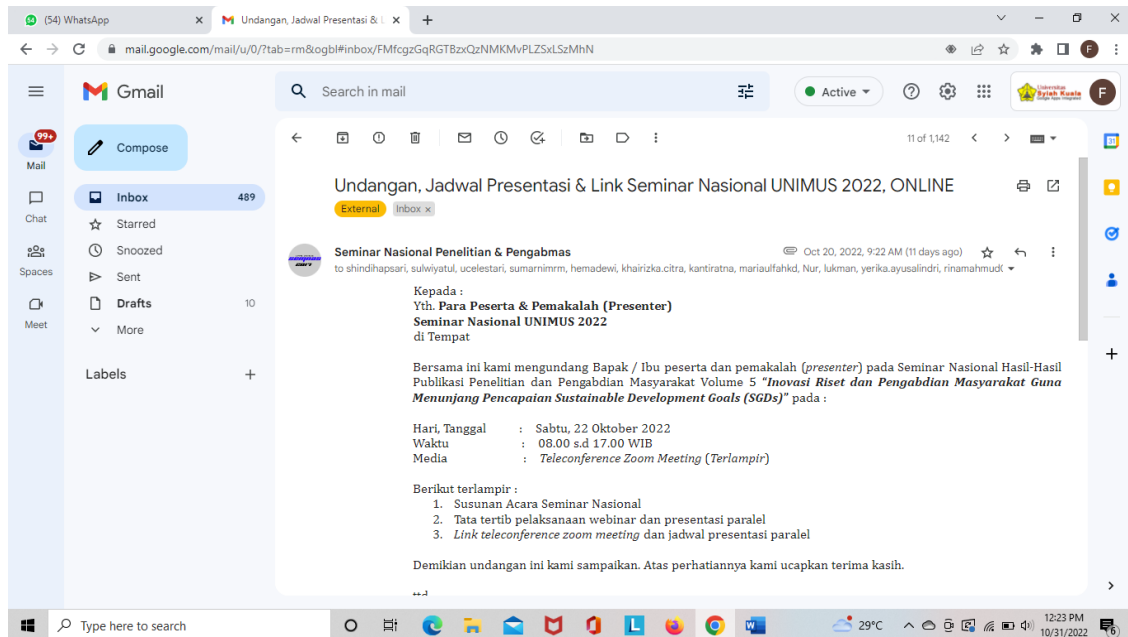 (54) WhatsApp
Undangan, Jadwal Presentasi & L
mail.google.com/mail/u/0/?tab=rm&ogbl#inbox/FMfcgzGqRGTBzxQzNMKMvPLZSxLSzMhN
F
Gmail
Search in mail
Active
Universitas
Syiah Kuala
Google Apps Integrated
F
99+
Mail
Chat
Spaces
Meet
Compose
Inbox 489
Starred
Snoozed
Sent
Drafts 10
More
Labels
11 of 1,142
31
Undangan, Jadwal Presentasi & Link Seminar Nasional UNIMUS 2022, ONLINE
External Inbox x
Seminar Nasional Penelitian & Pengabmas Oct 20, 2022, 9:22 AM (11 days ago)
to shindihapsari, sulwiyatul, ucelestari, sumarnimrm, hemadewi, khairizka.citra, kantiratna, mariaulfahkd, Nur, lukman, yerika.ayusalindri, rinamahmud(
Kepada :
Yth. Para Peserta & Pemakalah (Presenter)
Seminar Nasional UNIMUS 2022
di Tempat
Bersama ini kami mengundang Bapak / Ibu peserta dan pemakalah (presenter) pada Seminar Nasional Hasil-Hasil
Publikasi Penelitian dan Pengabdian Masyarakat Volume 5 "Inovasi Riset dan Pengabdian Masyarakat Guna
Menunjang Pencapaian Sustainable Development Goals (SGDs)" pada :
Hari, Tanggal : Sabtu, 22 Oktober 2022
Waktu : 08.00 s.d 17.00 WIB
Media : Teleconference Zoom Meeting (Terlampir)
Berikut terlampir :
1. Susunan Acara Seminar Nasional
2. Tata tertib pelaksanaan webinar dan presentasi paralel
3. Link teleconference zoom meeting dan jadwal presentasi paralel
Demikian undangan ini kami sampaikan. Atas perhatiannya kami ucapkan terima kasih.
Type here to search
29°C
12:23 PM
10/31/2022
6